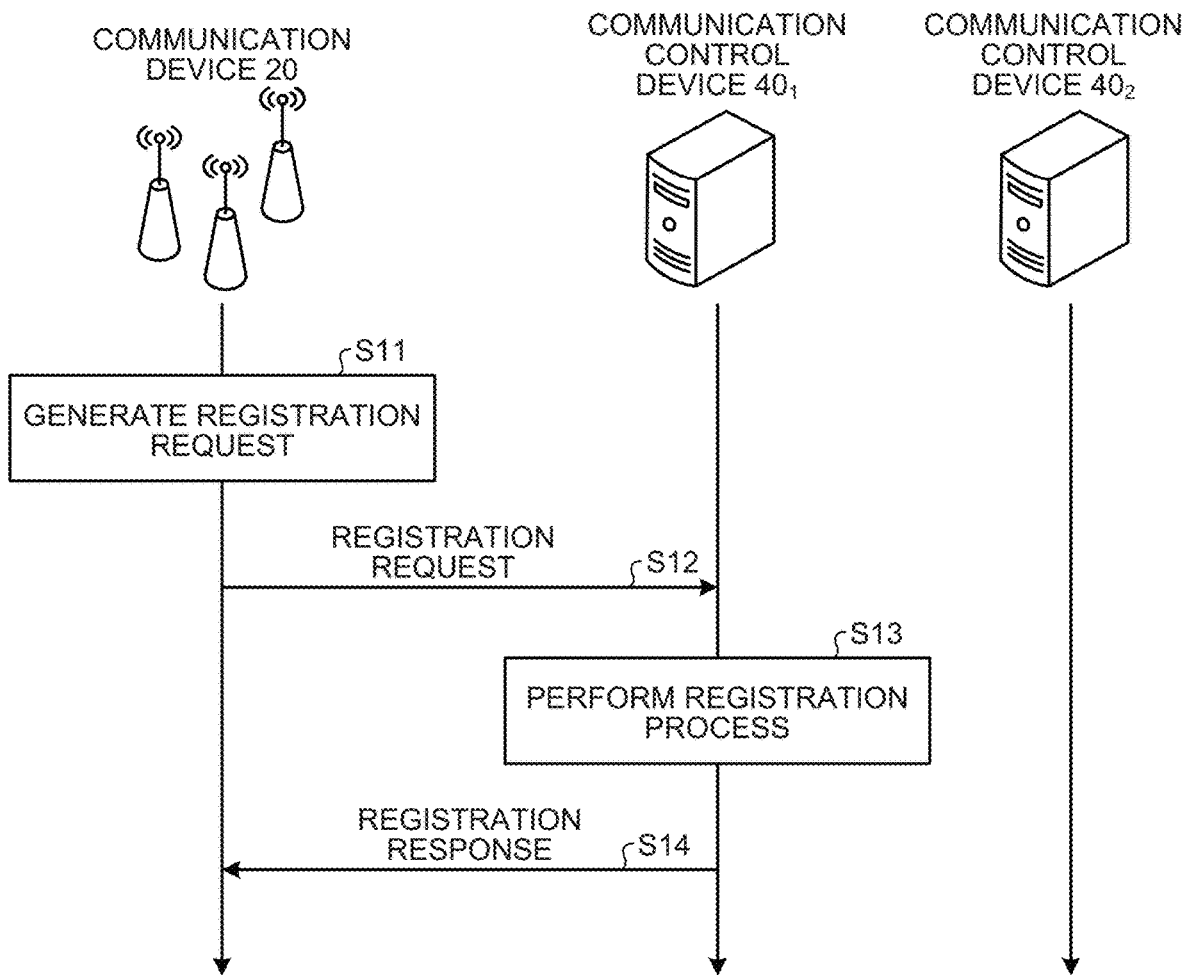 COMMUNICATION
DEVICE 20
COMMUNICATION
CONTROL
DEVICE 40₁
COMMUNICATION
CONTROL
DEVICE 40₂
S11
GENERATE REGISTRATION
REQUEST
REGISTRATION
REQUEST
S12
S13
PERFORM REGISTRATION
PROCESS
REGISTRATION
RESPONSE
S14